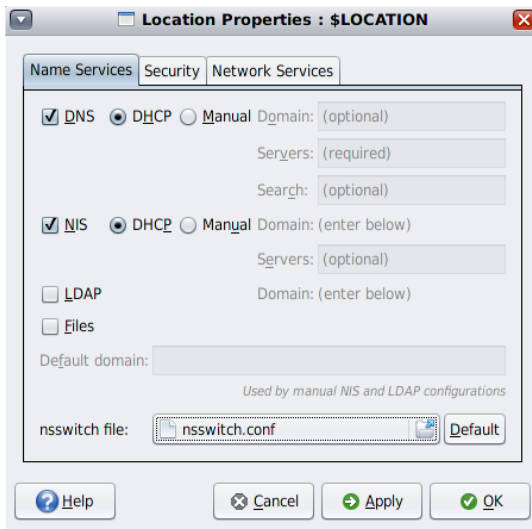 Location Properties : $LOCATION
Name Services Security Network Services
DNS DHCP Manual Domain: (optional)
Servers: (required)
Search: (optional)
NIS DHCP Manual Domain: (enter below)
Servers: (optional)
LDAP Domain: (enter below)
Files
Default domain:
Used by manual NIS and LDAP configurations
nsswitch file: nsswitch.conf Default
Help Cancel Apply OK